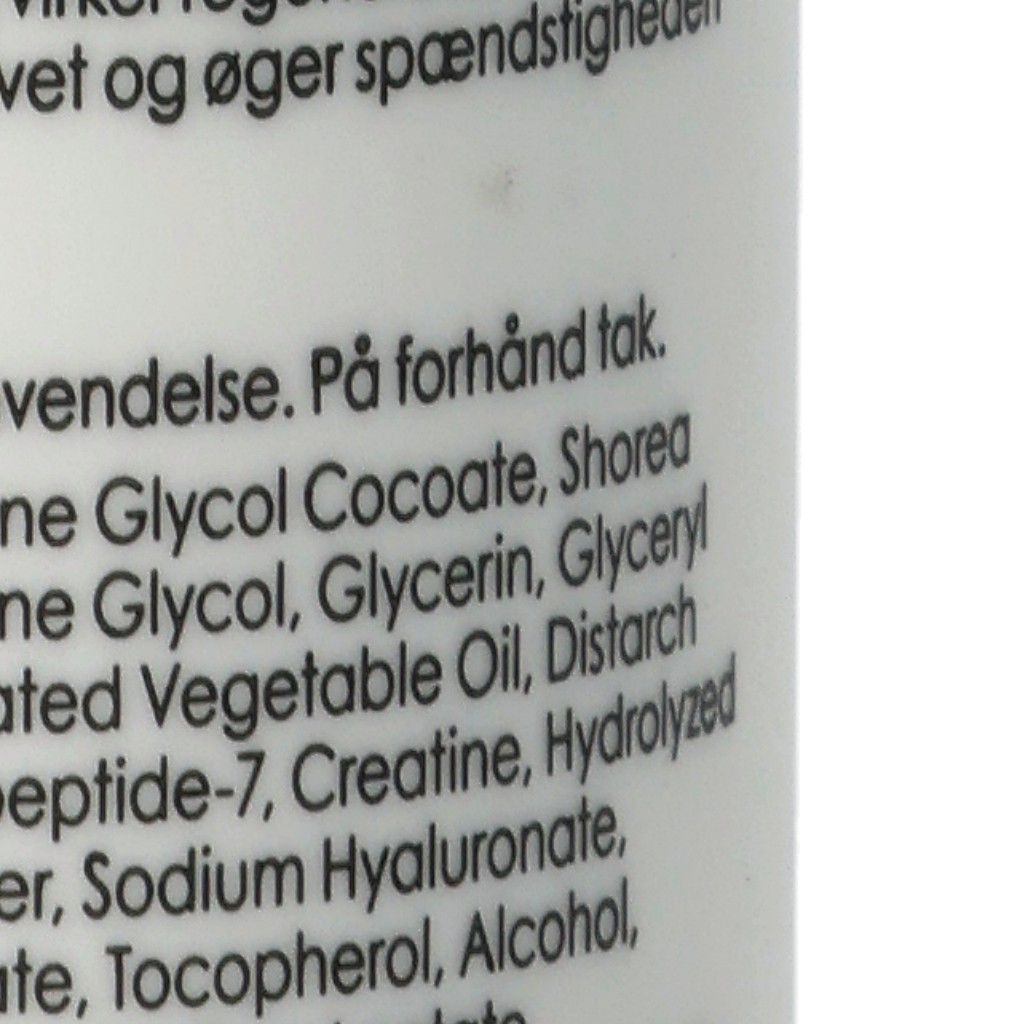 vet og øger spændstigheden
vendelse. På forhånd tak.
ne Glycol Cocoate, Shorea
ne Glycol, Glycerin, Glyceryl
ated Vegetable Oil, Distarch
peptide-7, Creatine, Hydrolyzed
er, Sodium Hyaluronate,
ate, Tocopherol, Alcohol,